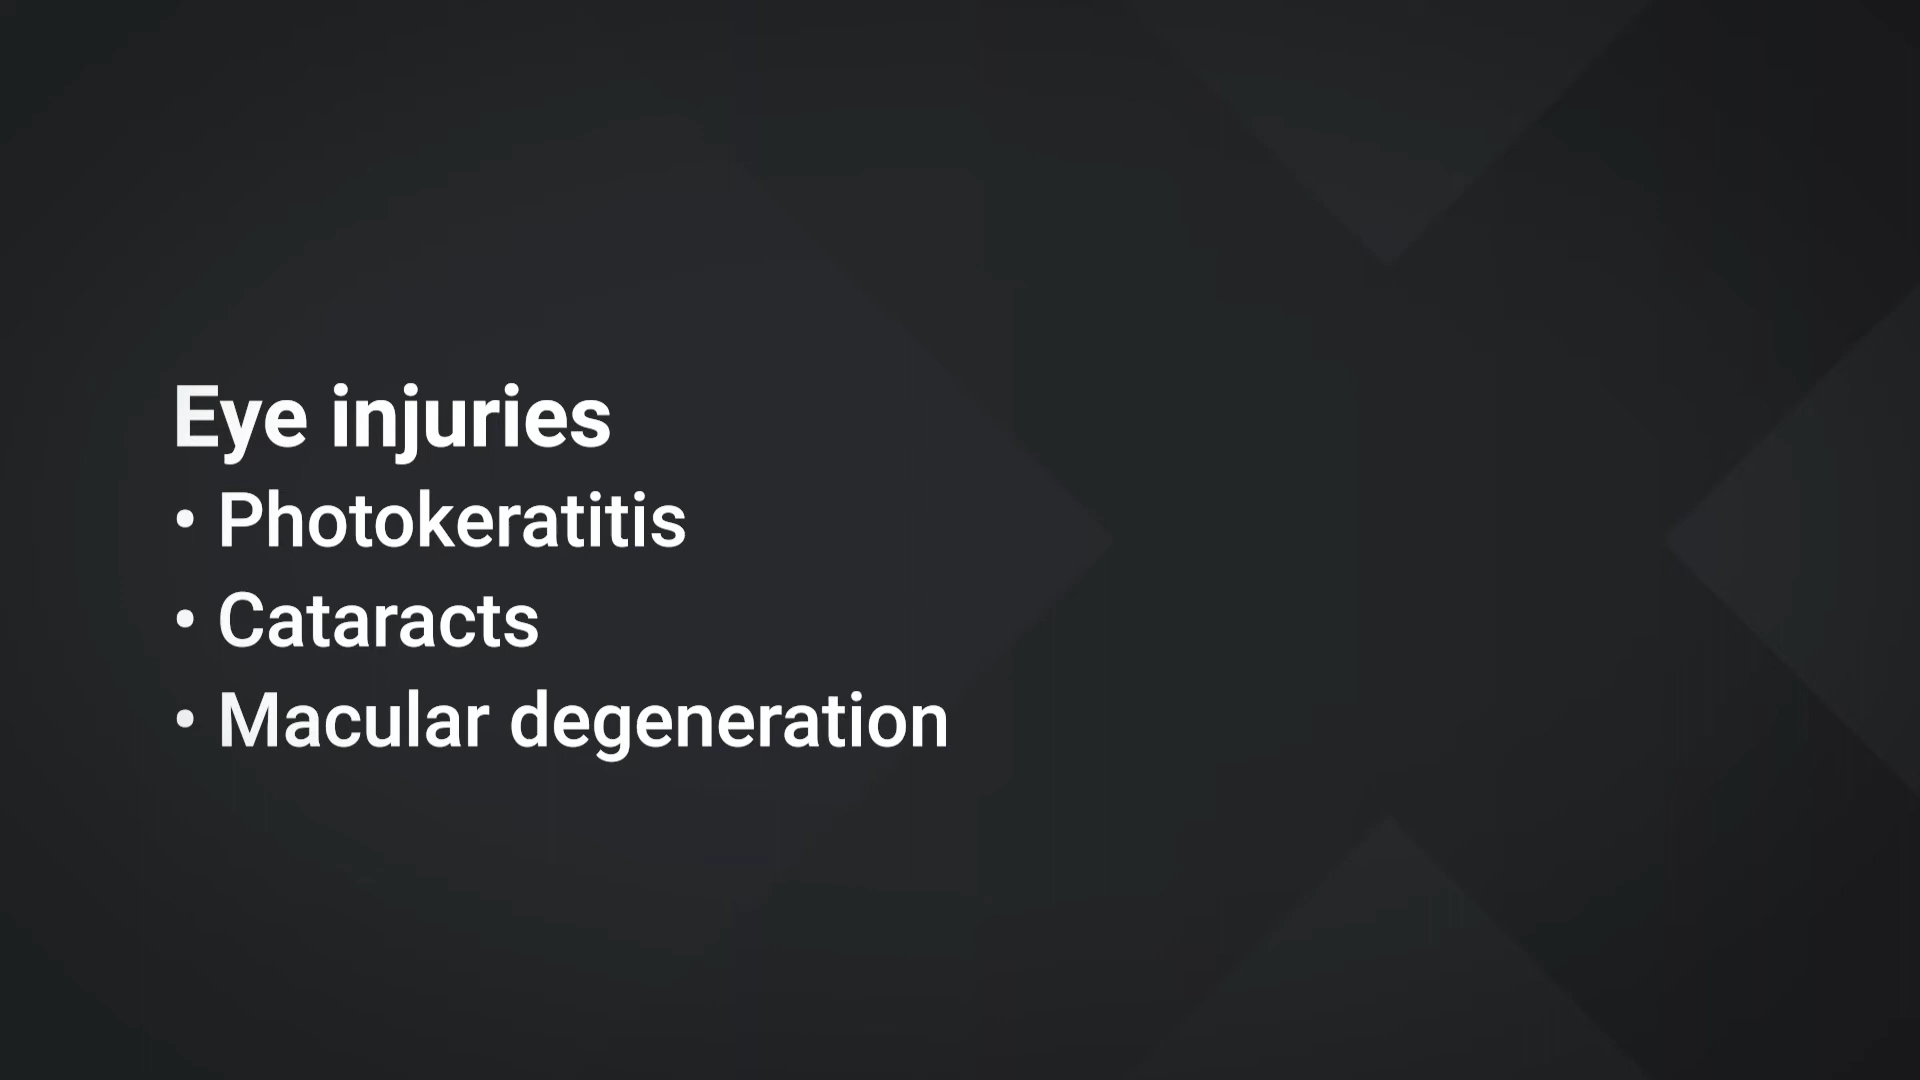 Eye injuries
• Photokeratitis
• Cataracts
• Macular degeneration